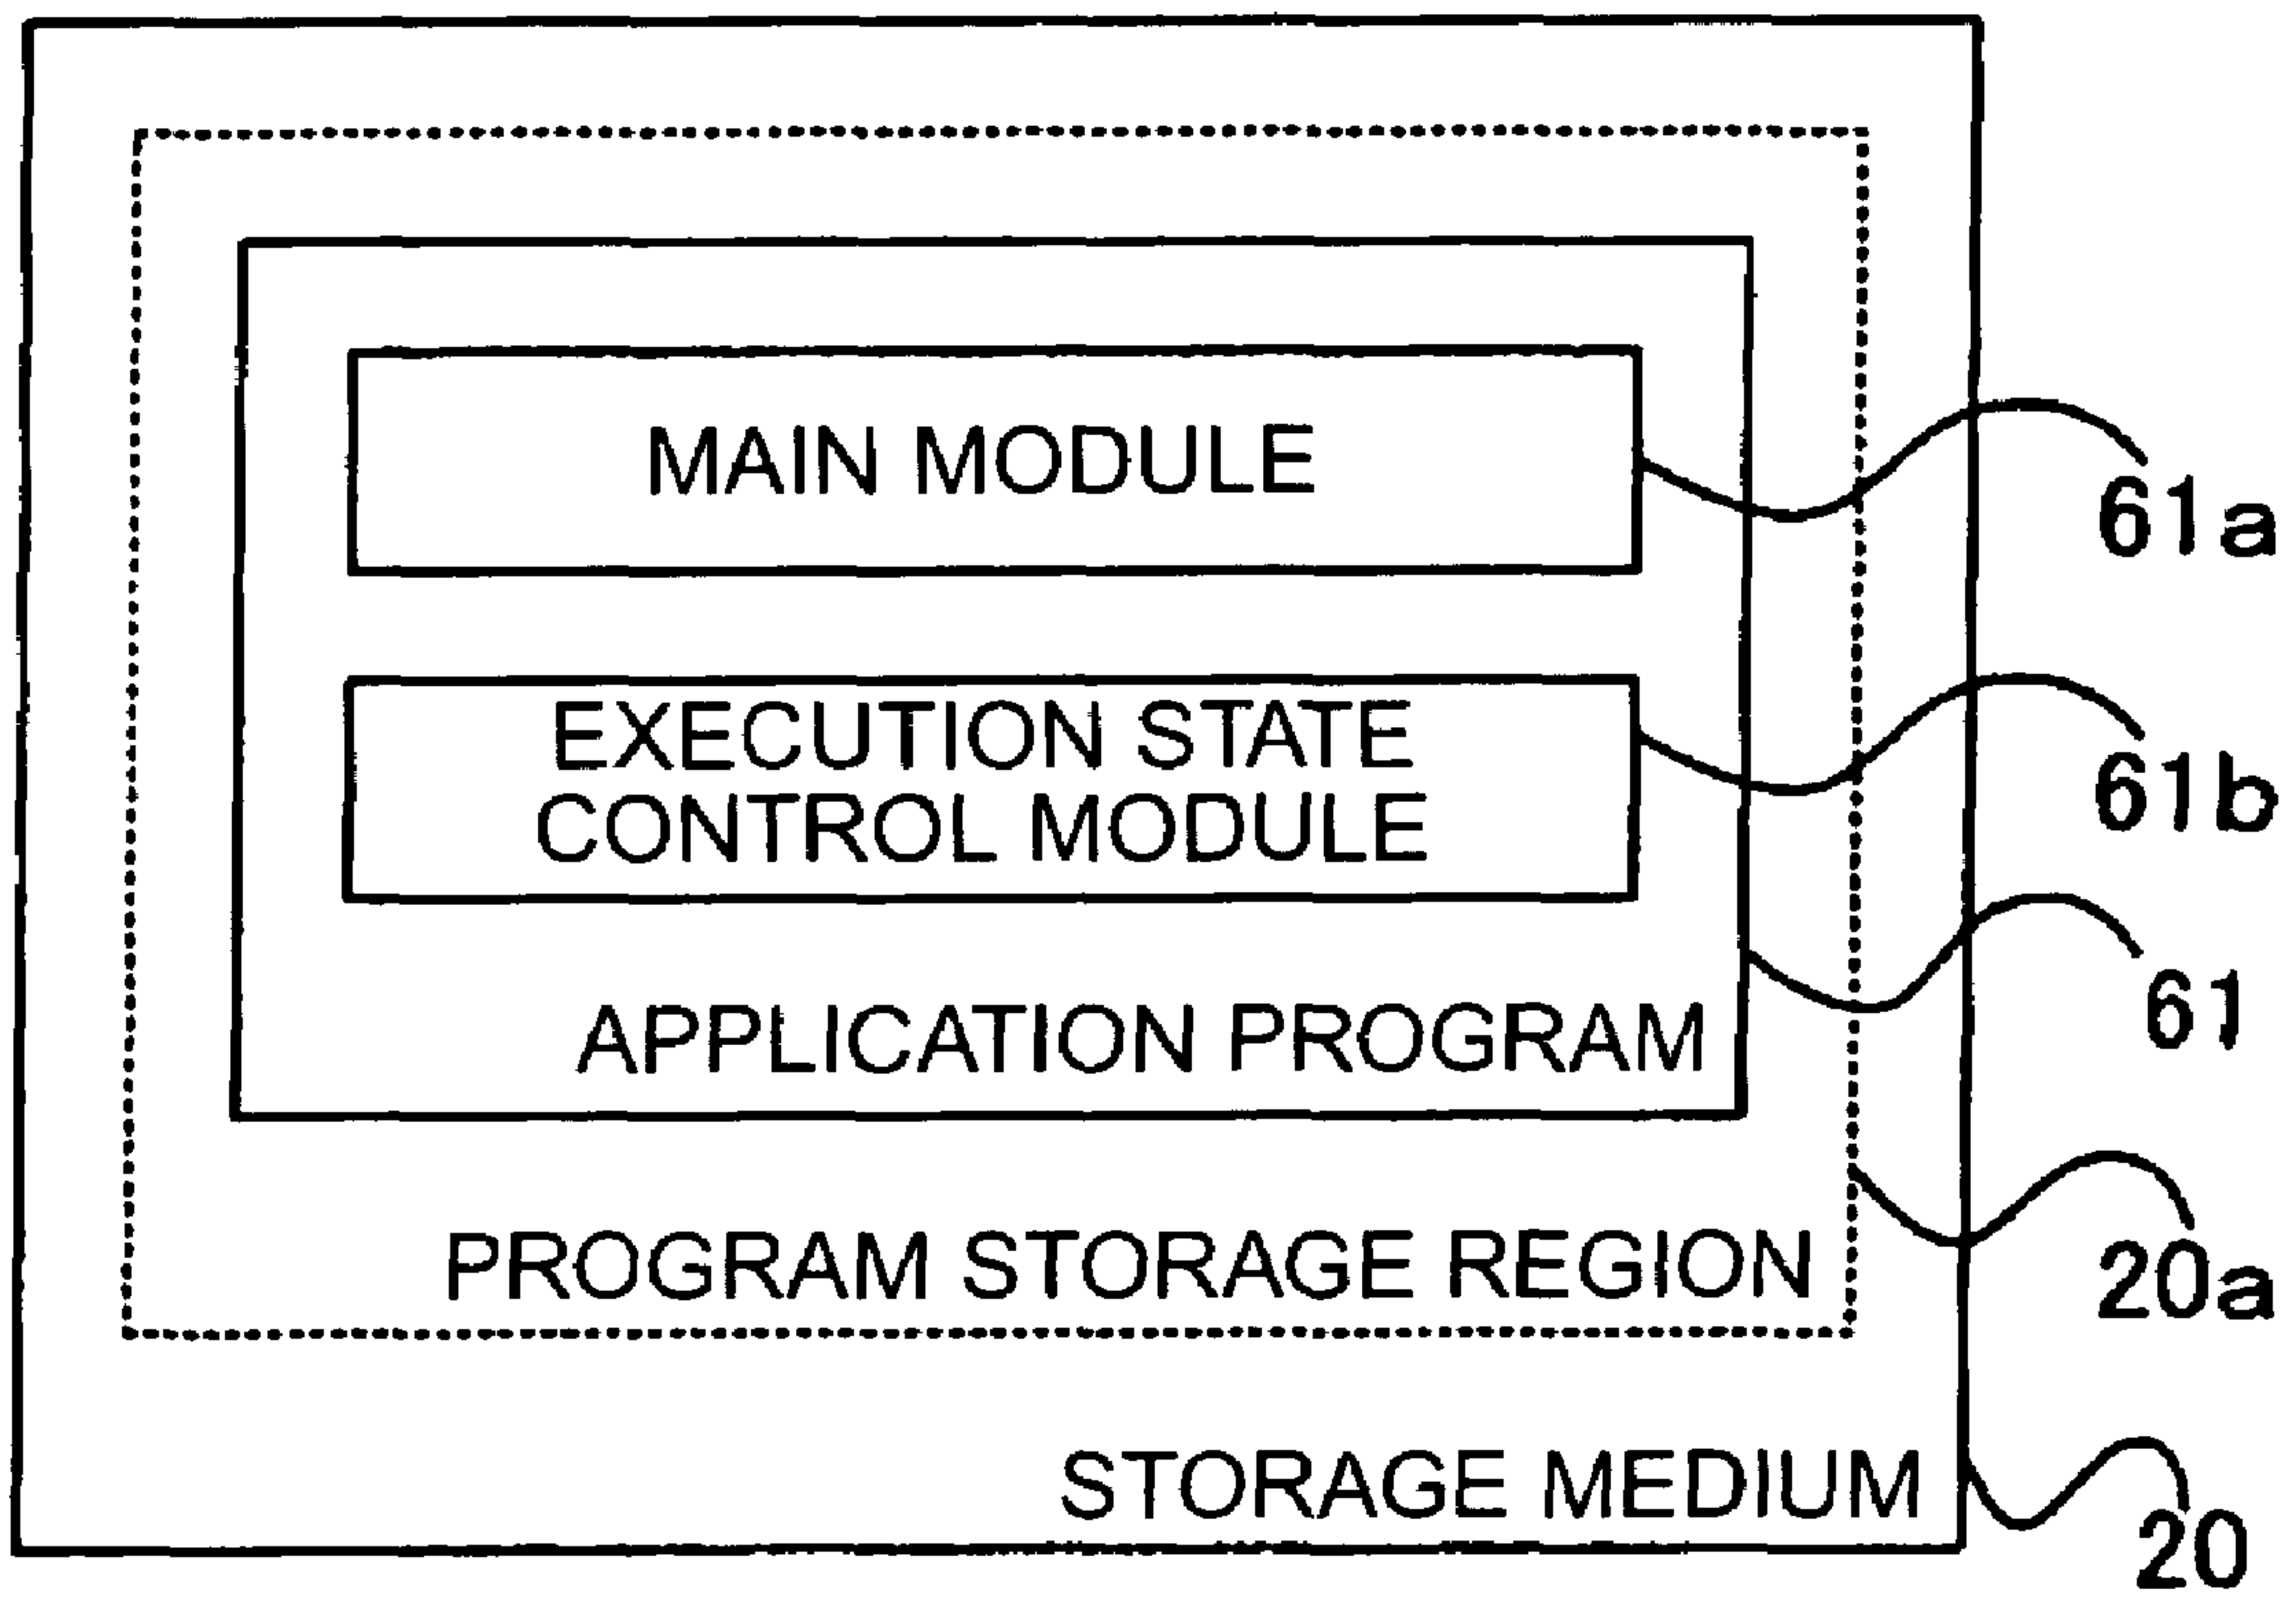 MAIN MODULE
61a
EXECUTION STATE
CONTROL MODULE
61b
APPLICATION PROGRAM
61
PROGRAM STORAGE REGION
20a
STORAGE MEDIUM
20